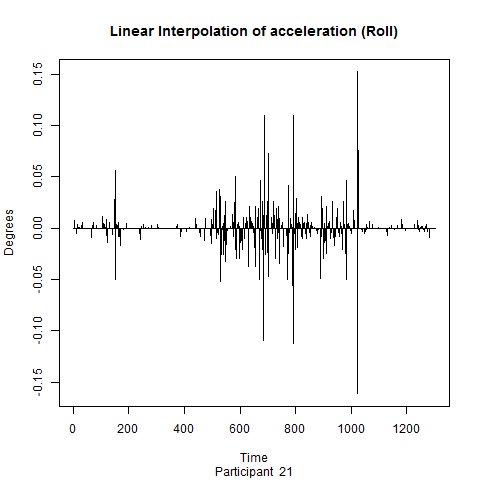 Linear Interpolation of acceleration (Roll)
0.15
0.10
0.05
0.00
-0.05
-0.10
-0.15
Degrees
0 200 400 600 800 1000 1200
Time
Participant 21